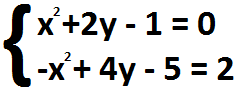 x²+2y - 1 = 0
-x²+ 4y - 5 = 2